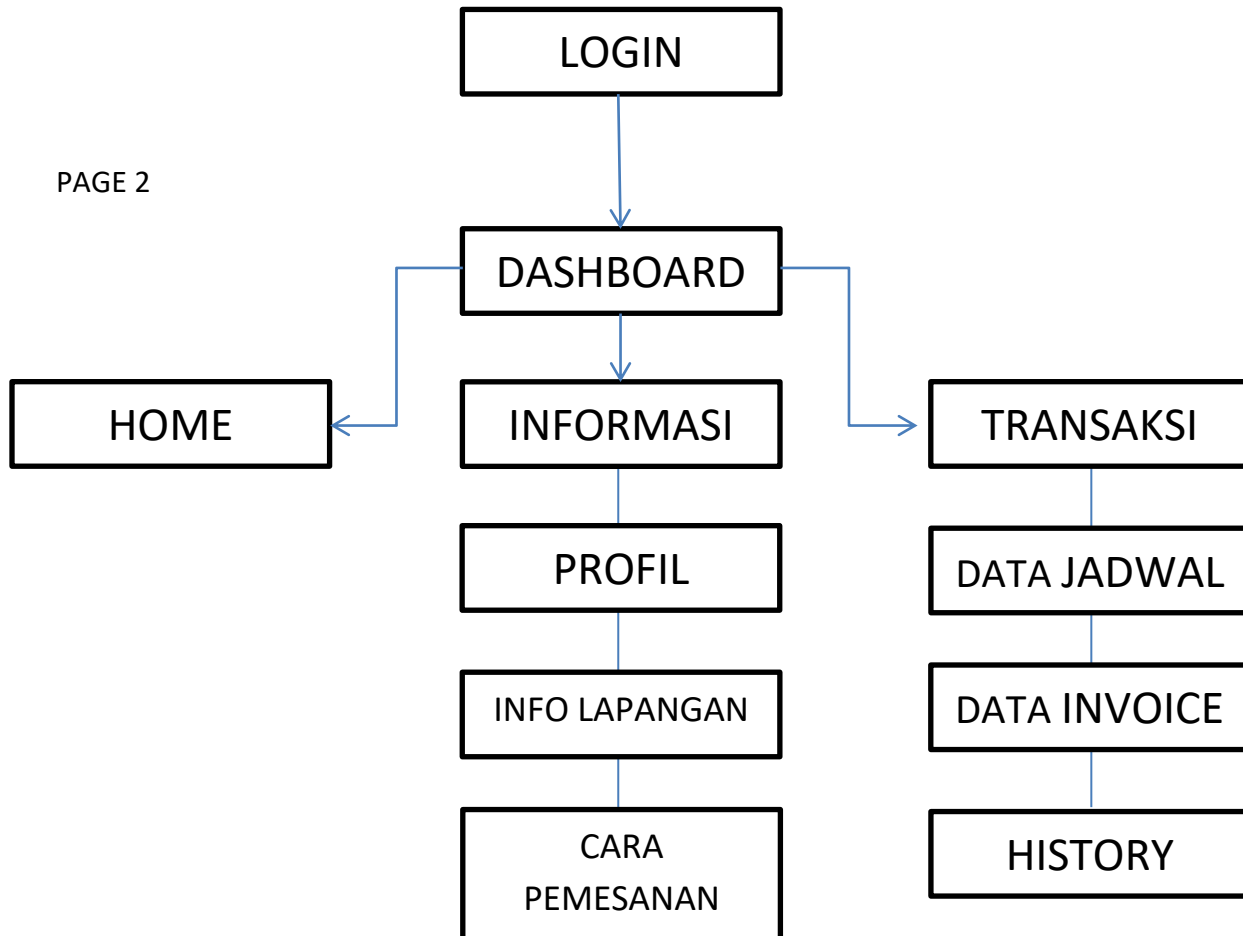 LOGIN
PAGE 2
DASHBOARD
HOME
INFORMASI
TRANSAKSI
PROFIL
DATA JADWAL
INFO LAPANGAN
DATA INVOICE
CARA
PEMESANAN
HISTORY